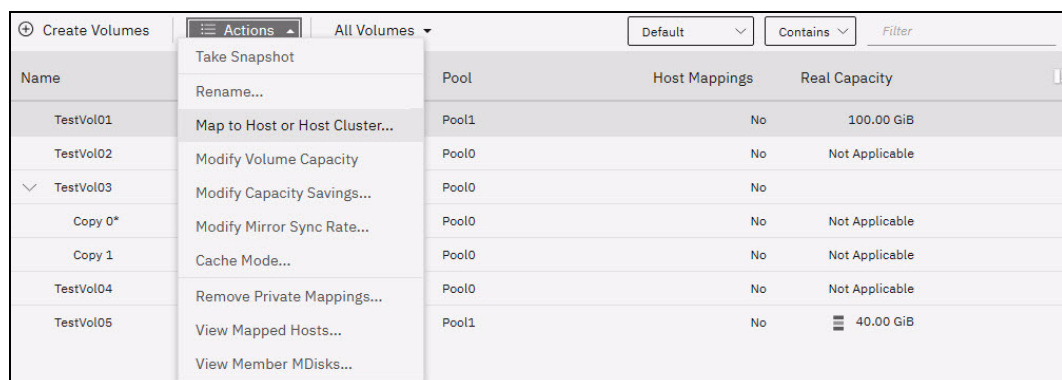 Create Volumes Actions All Volumes Default Contains Filter
Take Snapshot
Name Pool Host Mappings Real Capacity
Rename...
TestVol01 Map to Host or Host Cluster... Pool1 No 100.00 GiB
TestVol02 Modify Volume Capacity Pool0 No Not Applicable
TestVol03 Modify Capacity Savings... Pool0 No
Copy 0* Modify Mirror Sync Rate... Pool0 No Not Applicable
Copy 1 Cache Mode... Pool0 No Not Applicable
TestVol04 Remove Private Mappings... Pool0 No Not Applicable
TestVol05 View Mapped Hosts... Pool1 No 40.00 GiB
View Member MDisks...